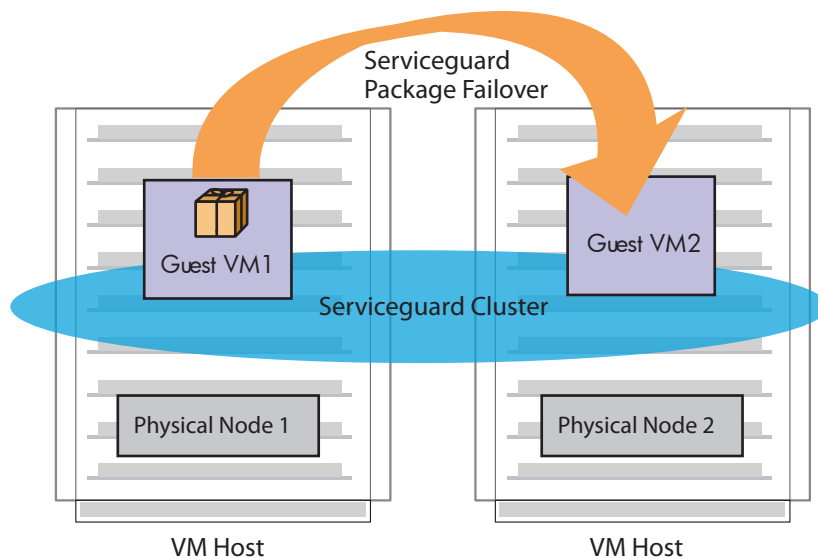 Serviceguard
Package Failover
Guest VM1
Guest VM2
Serviceguard Cluster
Physical Node 1
Physical Node 2
VM Host
VM Host